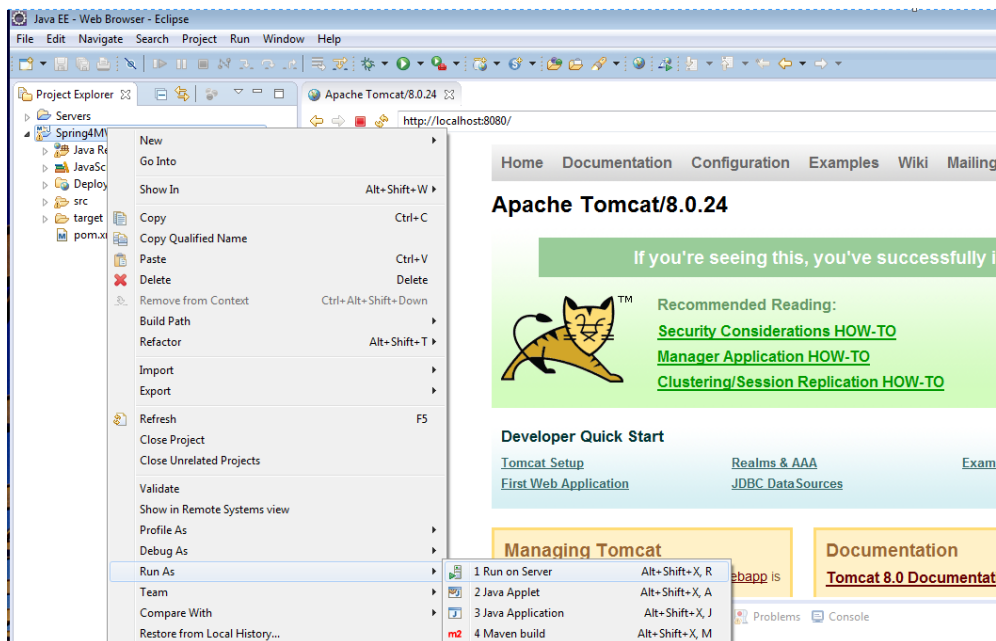 Java EE - Web Browser - Eclipse
File Edit Navigate Search Project Run Window Help
Project Explorer
Apache Tomcat/8.0.24
Servers
http://localhost:8080/
Spring4MV
New
Java Re
Go Into
JavaSc
Deploy
Show In Alt+Shift+W
src
target
pom.x
Copy Ctrl+C
Copy Qualified Name
Paste Ctrl+V
Delete Delete
Remove from Context Ctrl+Alt+Shift+Down
Build Path
Refactor Alt+Shift+T
Import
Export
Refresh F5
Close Project
Close Unrelated Projects
Validate
Show in Remote Systems view
Profile As
Debug As
Run As
Team
Compare With
Restore from Local History...
1 Run on Server Alt+Shift+X, R
2 Java Applet Alt+Shift+X, A
3 Java Application Alt+Shift+X, J
m2 4 Maven build Alt+Shift+X, M
Home Documentation Configuration Examples Wiki Mailing
Apache Tomcat/8.0.24
If you're seeing this, you've successfully i
TM
Recommended Reading:
Security Considerations HOW-TO
Manager Application HOW-TO
Clustering/Session Replication HOW-TO
Developer Quick Start
Tomcat Setup Realms & AAA Exam
First Web Application JDBC DataSources
Managing Tomcat Documentation
ebapp is Tomcat 8.0 Documentat
Problems Console